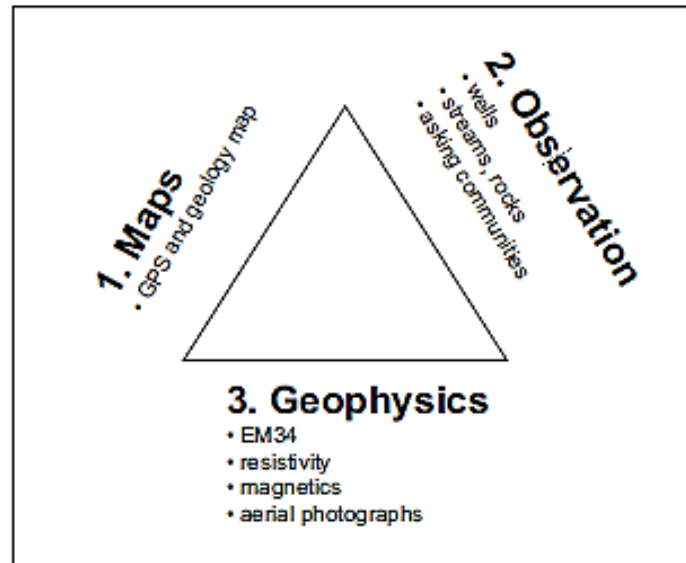 1. Maps
• GPS and geology map
2. Observation
• wells
• streams, rocks
• asking communities
3. Geophysics
• EM34
• resistivity
• magnetics
• aerial photographs